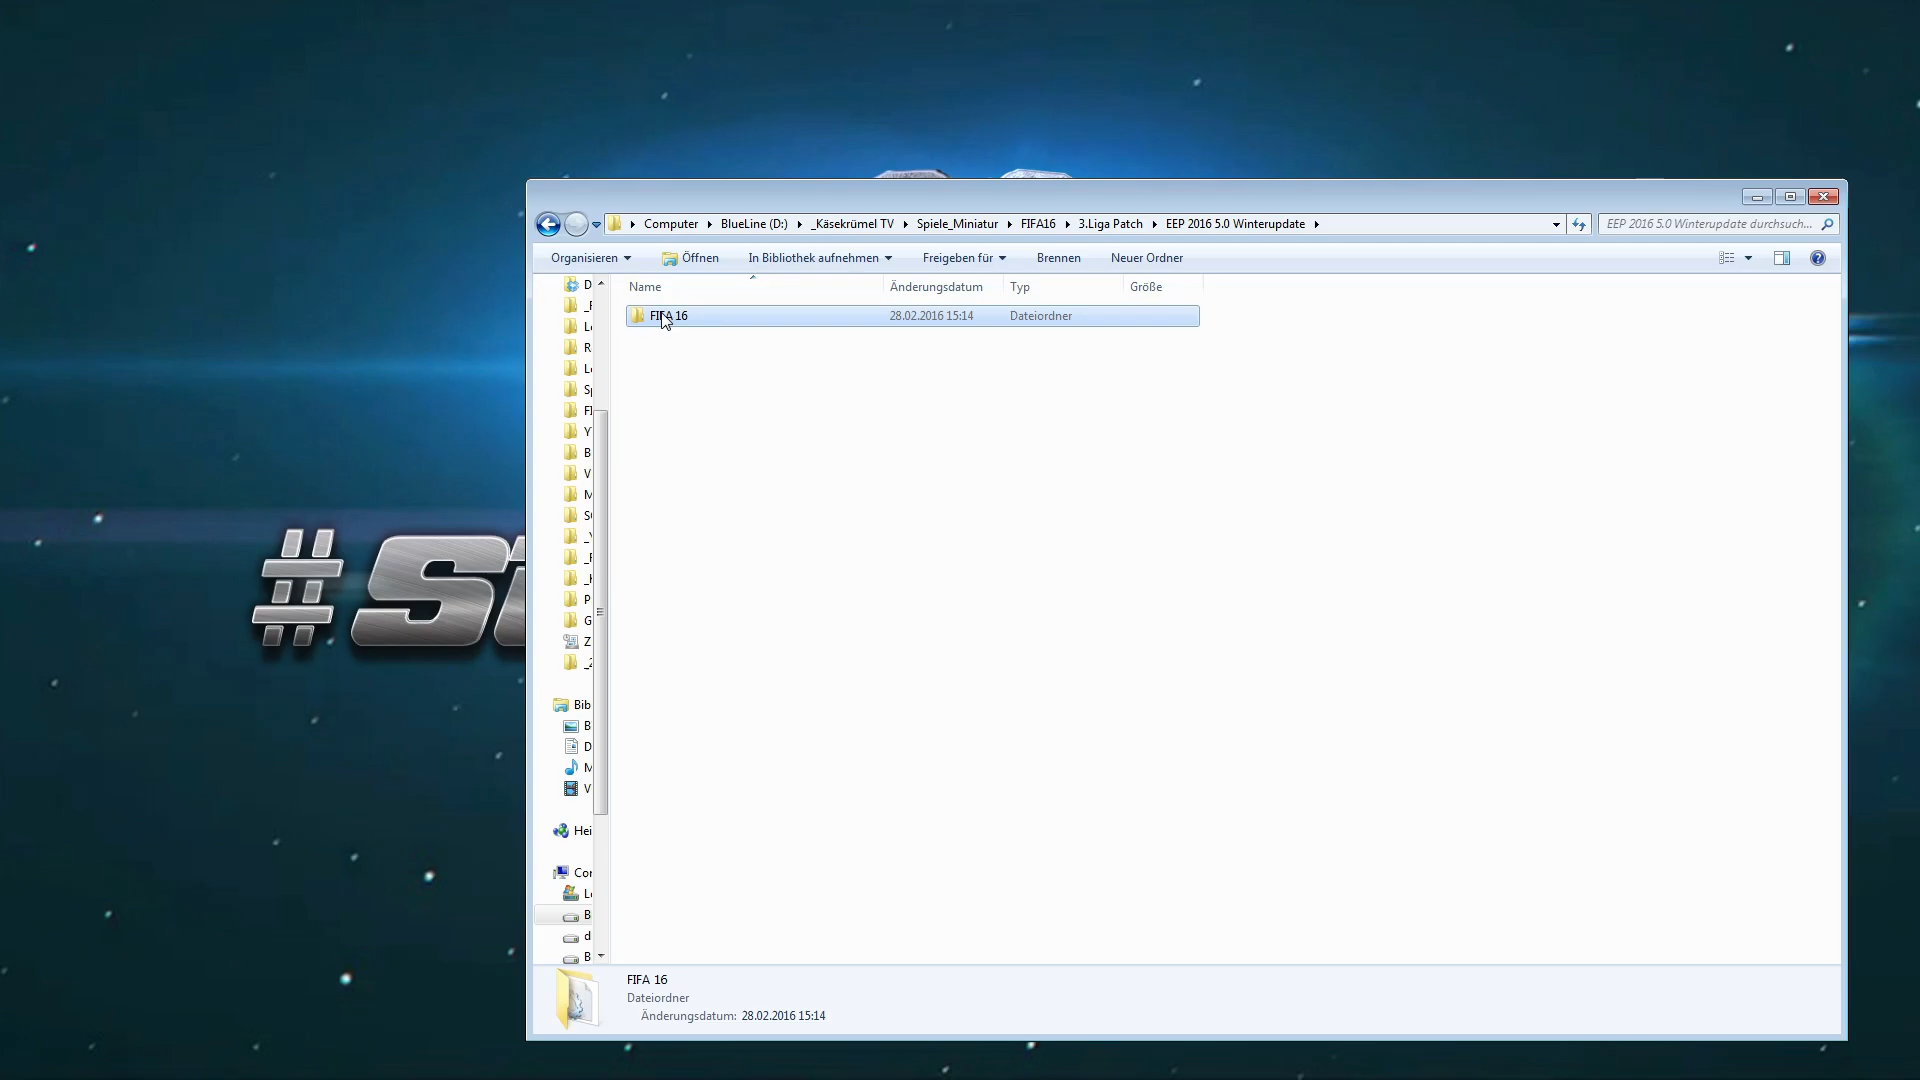 Computer BlueLine (D:) _Käsekrümel TV Spiele_Miniatur FIFA16 3.Liga Patch EEP 2016 5.0 Winterupdate
EEP 2016 5.0 Winterupdate durchsuch...
Organisieren Öffnen In Bibliothek aufnehmen Freigeben für Brennen Neuer Ordner
Name Änderungsdatum Typ Größe
FIFA 16 28.02.2016 15:14 Dateiordner
FIFA 16
Dateiordner
Änderungsdatum: 28.02.2016 15:14